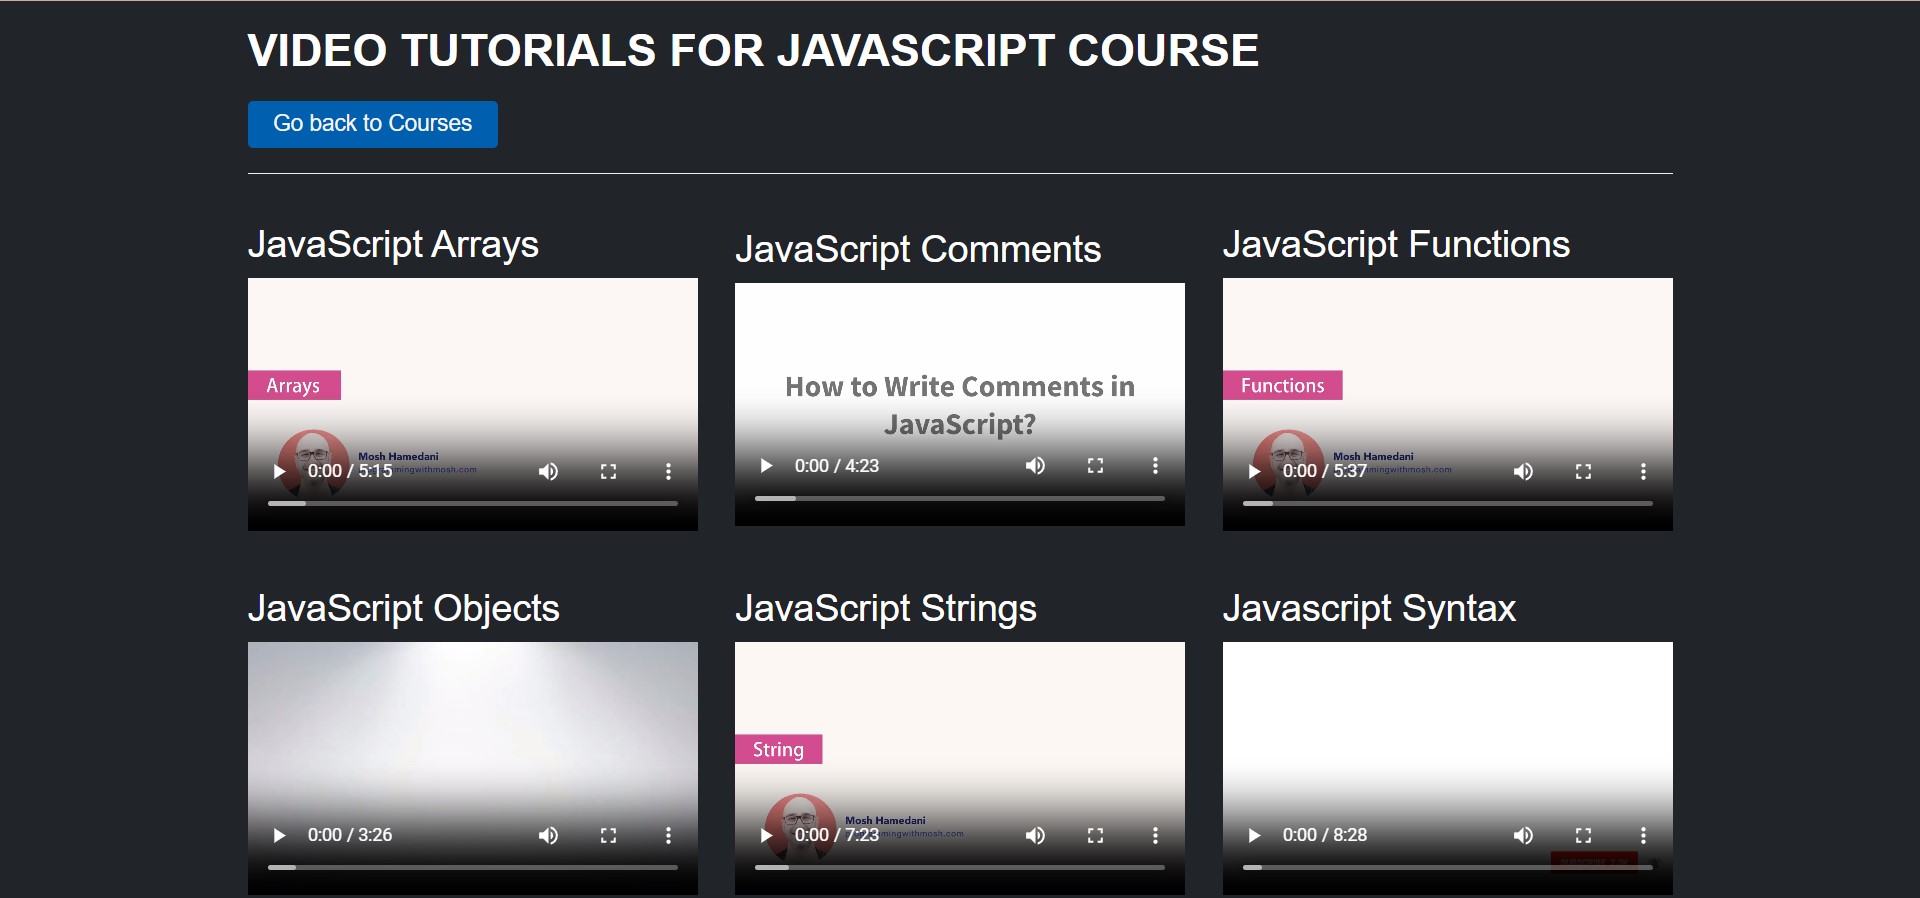 VIDEO TUTORIALS FOR JAVASCRIPT COURSE
Go back to Courses
JavaScript Arrays
JavaScript Comments
JavaScript Functions
Arrays
Mosh Hamedani
0:00 / 5:15
How to Write Comments in
JavaScript?
0:00 / 4:23
Functions
Mosh Hamedani
0:00 / 5:37
JavaScript Objects
JavaScript Strings
Javascript Syntax
0:00 / 3:26
String
Mosh Hamedani
0:00 / 7:23
0:00 / 8:28